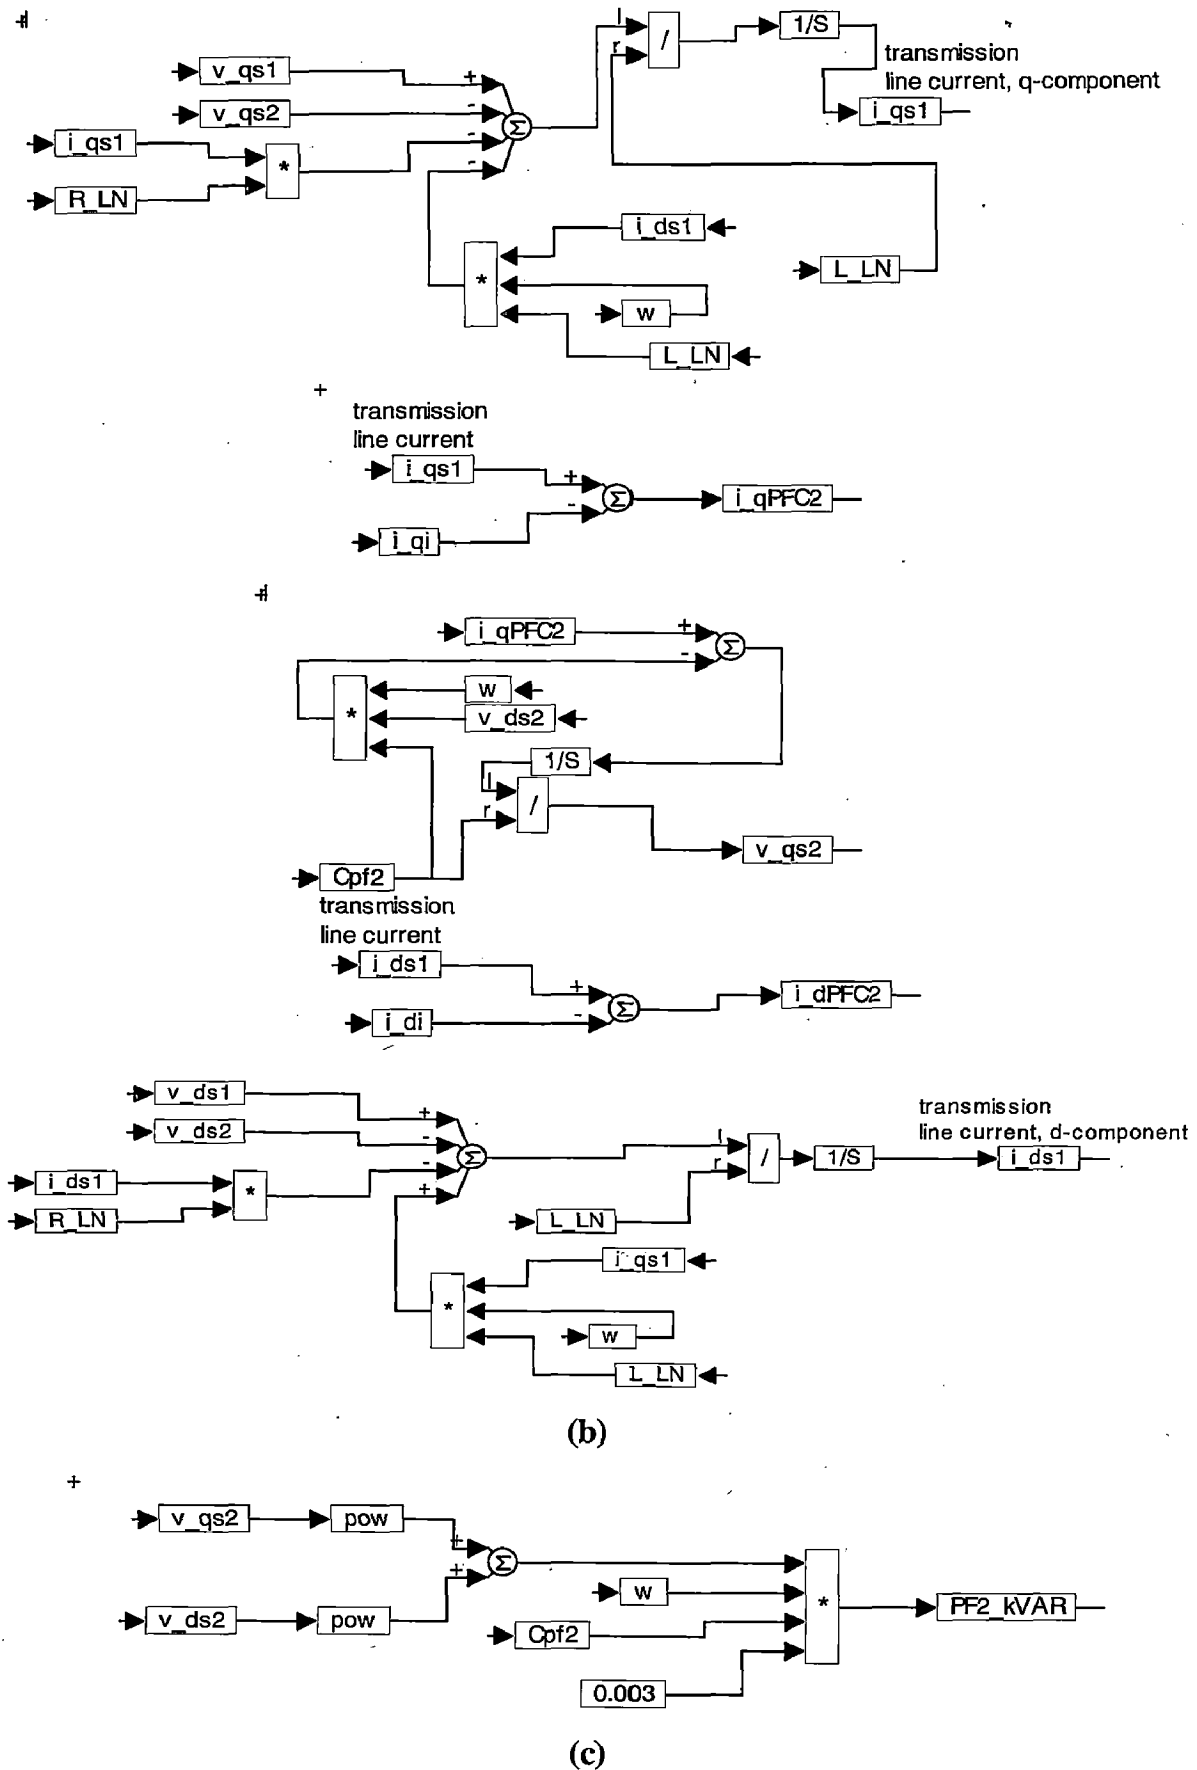 l
/
1/S
r
transmission
line current, q-component
v_qs1
+
v_qs2
-
Σ
i_qs1
i_qs1
*
-
R_LN
-
i_ds1
L_LN
*
w
L_LN
+
transmission
line current
i_qs1
+
-
Σ
i_qPFC2
i_qi
i_qPFC2
+
-
Σ
w
*
v_ds2
1/S
l
r
/
v_qs2
Cpf2
transmission
line current
i_ds1
+
-
Σ
i_dPFC2
i_di
v_ds1
+
transmission
line current, d-component
v_ds2
-
Σ
l
/
1/S
i_ds1
i_ds1
*
-
r
R_LN
+
L_LN
i_qs1
*
w
L_LN
(b)
+
v_qs2
pow
+
Σ
+
w
*
PF2_kVAR
v_ds2
pow
Cpf2
0.003
(c)